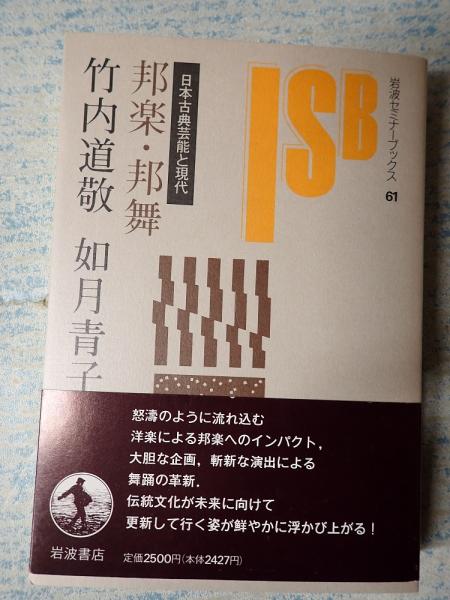 岩波セミナーブックス 61
ISB
日本古典芸能と現代
邦楽・邦舞
竹内道敬 如月青子
怒濤のように流れ込む
洋楽による邦楽へのインパクト，
大胆な企画，斬新な演出による
舞踊の革新．
伝統文化が未来に向けて
更新して行く姿が鮮やかに浮かび上がる！
岩波書店
定価2500円(本体2427円)